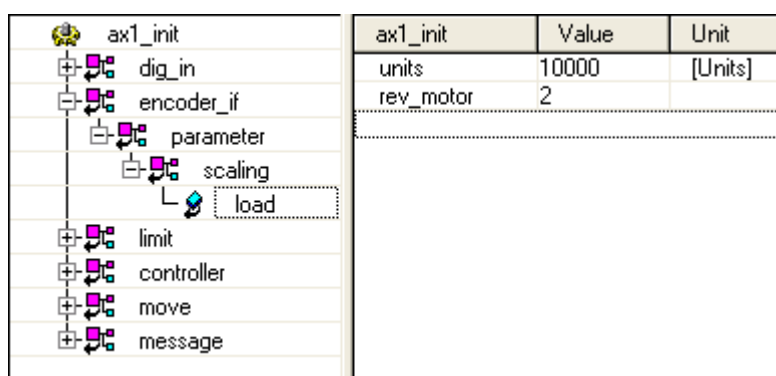 ax1_init
dig_in
encoder_if
parameter
scaling
load
limit
controller
move
message
ax1_init Value Unit
units 10000 [Units]
rev_motor 2